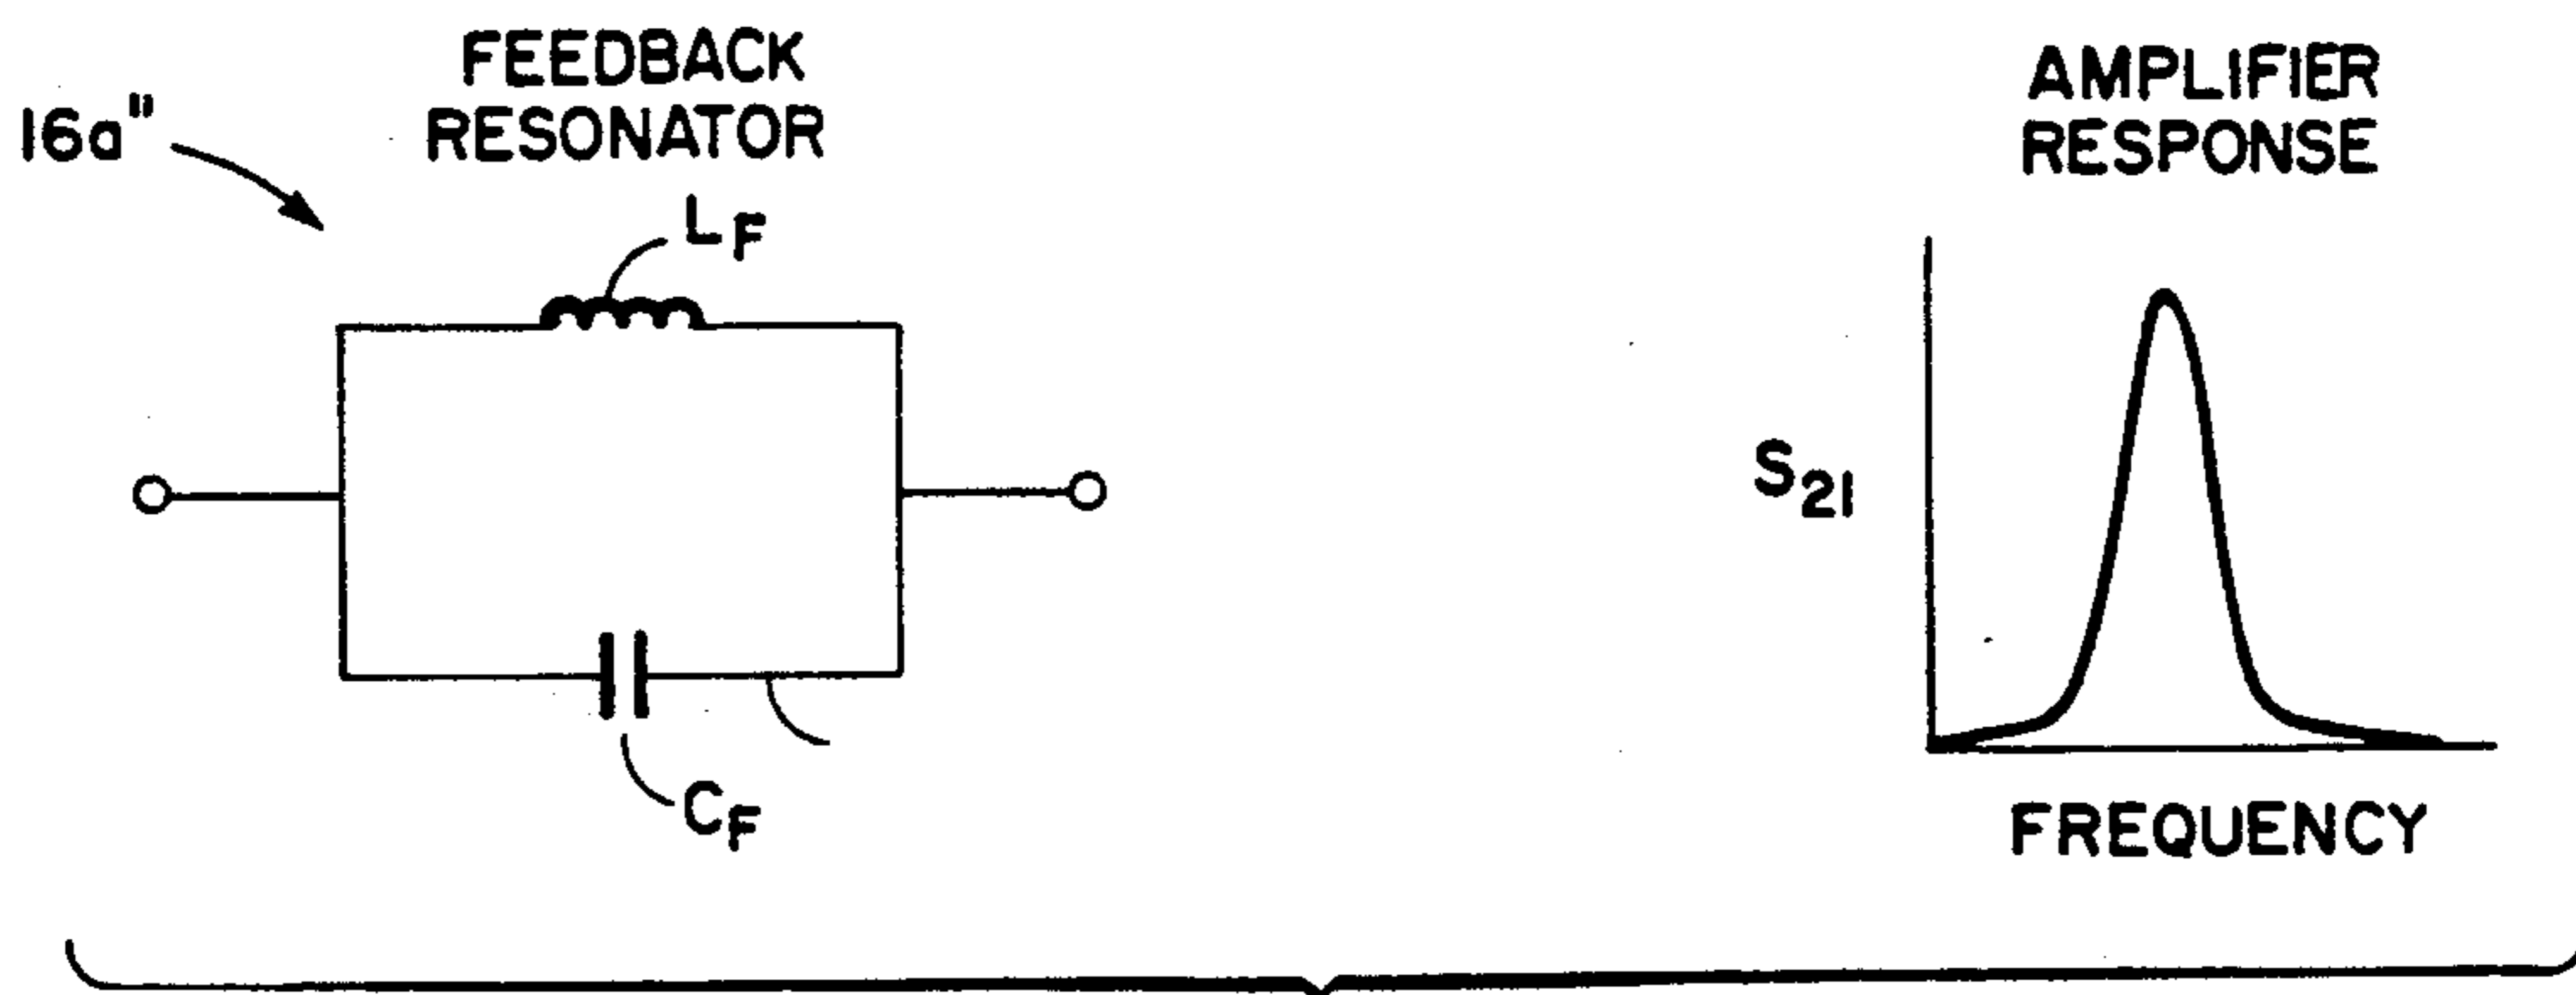 FEEDBACK
RESONATOR
16a"
L_F
C_F
AMPLIFIER
RESPONSE
S_21
FREQUENCY